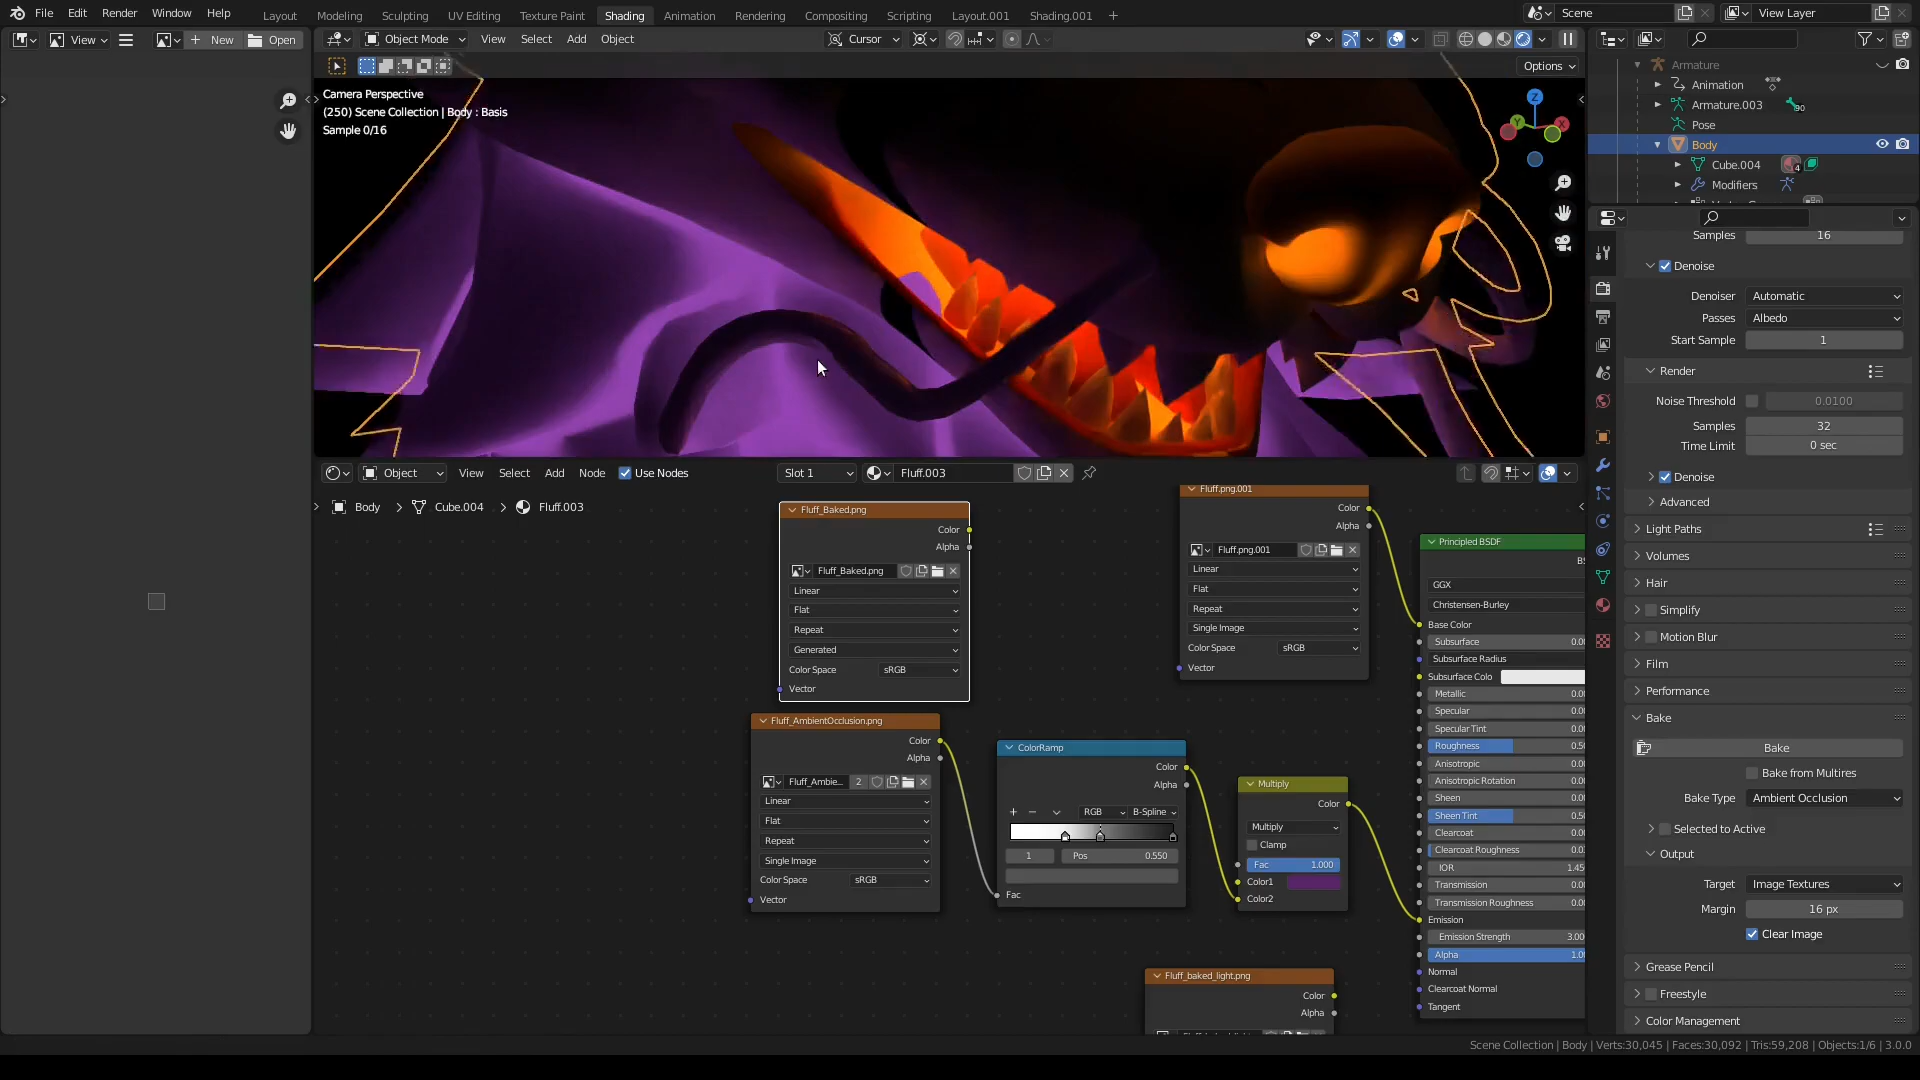 File Edit Render Window Help
Layout Modeling Sculpting UV Editing Texture Paint Shading Animation Rendering Compositing Scripting Layout.001 Shading.001 +
Scene
View Layer
View
New
Open
Object Mode View Select Add Object
Cursor
Options
Camera Perspective
(250) Scene Collection | Body : Basis
Sample 0/16
Z
Y
X
Armature
Animation
Armature.003
90
Pose
Body
Cube.004
4
Modifiers
Samples 16
Denoise
Denoiser Automatic
Passes Albedo
Start Sample 1
Render
Noise Threshold 0.0100
Samples 32
Time Limit 0 sec
Denoise
Advanced
Light Paths
Volumes
Hair
Simplify
Motion Blur
Film
Performance
Bake
Bake
Bake from Multires
Bake Type Ambient Occlusion
Selected to Active
Output
Target Image Textures
Margin 16 px
Clear Image
Grease Pencil
Freestyle
Color Management
Object View Select Add Node Use Nodes
Slot 1
Fluff.003
Body > Cube.004 > Fluff.003
Fluff_Baked.png
Color
Alpha
Fluff_Baked.png
Linear
Flat
Repeat
Generated
Color Space sRGB
Vector
Fluff_AmbientOcclusion.png
Color
Alpha
Fluff_Ambie... 2
Linear
Flat
Repeat
Single Image
Color Space sRGB
Vector
ColorRamp
Color
Alpha
RGB B-Spline
1 Pos 0.550
Fac
Multiply
Color
Multiply
Clamp
Fac 1.000
Color1
Color2
Fluff.png.001
Color
Alpha
Fluff.png.001
Linear
Flat
Repeat
Single Image
Color Space sRGB
Vector
Fluff_baked_light.png
Color
Alpha
Principled BSDF
GGX
Christensen-Burley
Base Color
Subsurface
Subsurface Radius
Subsurface Colo
Metallic
Specular
Specular Tint
Roughness
Anisotropic
Anisotropic Rotation
Sheen
Sheen Tint
Clearcoat
Clearcoat Roughness
IOR
Transmission
Transmission Roughness
Emission
Emission Strength
Alpha
Normal
Clearcoat Normal
Tangent
Scene Collection | Body | Verts:30,045 | Faces:30,092 | Tris:59,208 | Objects:1/6 | 3.0.0